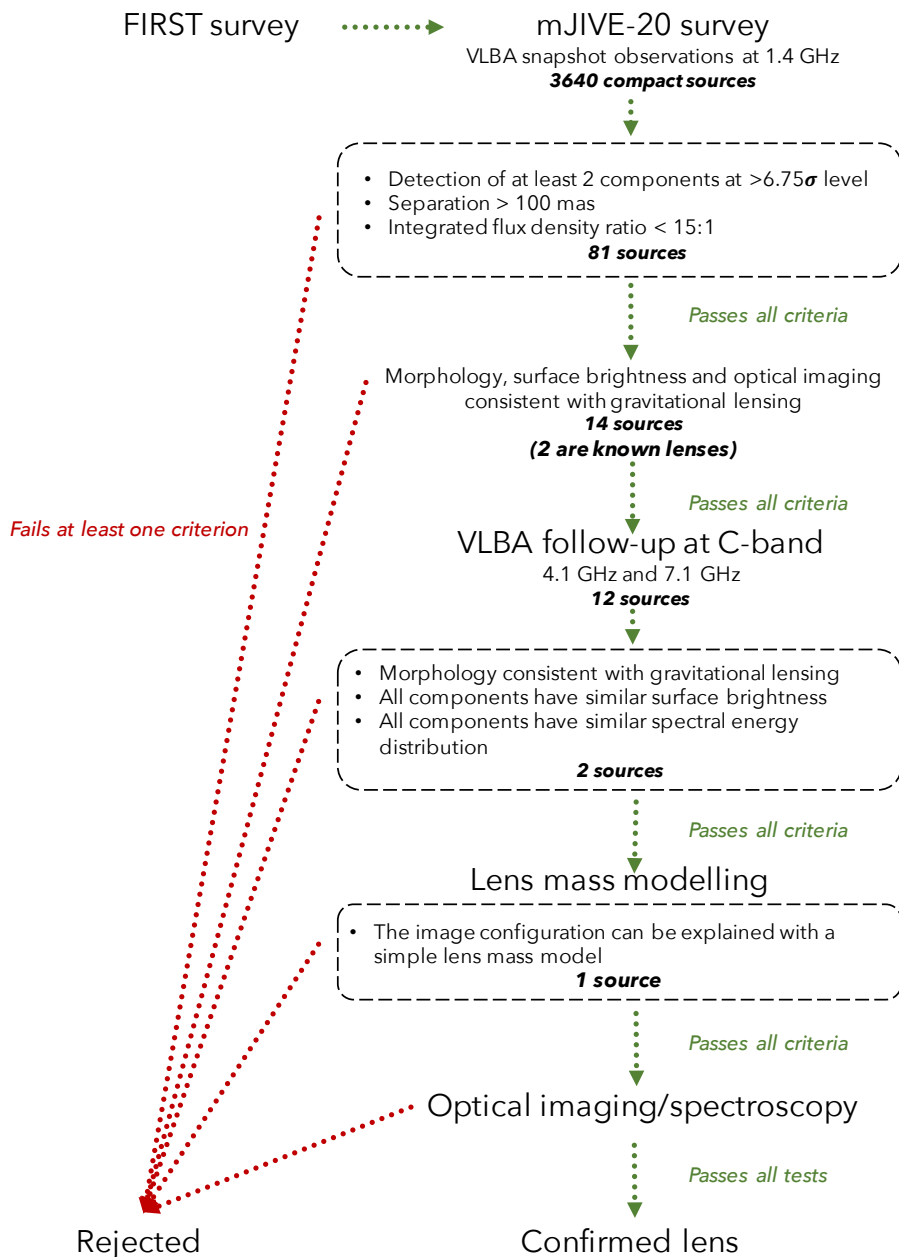 FIRST survey
mJIVE-20 survey
VLBA snapshot observations at 1.4 GHz
3640 compact sources
• Detection of at least 2 components at >6.75σ level
• Separation > 100 mas
• Integrated flux density ratio < 15:1
81 sources
Passes all criteria
Morphology, surface brightness and optical imaging
consistent with gravitational lensing
14 sources
(2 are known lenses)
Passes all criteria
Fails at least one criterion
VLBA follow-up at C-band
4.1 GHz and 7.1 GHz
12 sources
• Morphology consistent with gravitational lensing
• All components have similar surface brightness
• All components have similar spectral energy
distribution
2 sources
Passes all criteria
Lens mass modelling
• The image configuration can be explained with a
simple lens mass model
1 source
Passes all criteria
Optical imaging/spectroscopy
Passes all tests
Rejected
Confirmed lens